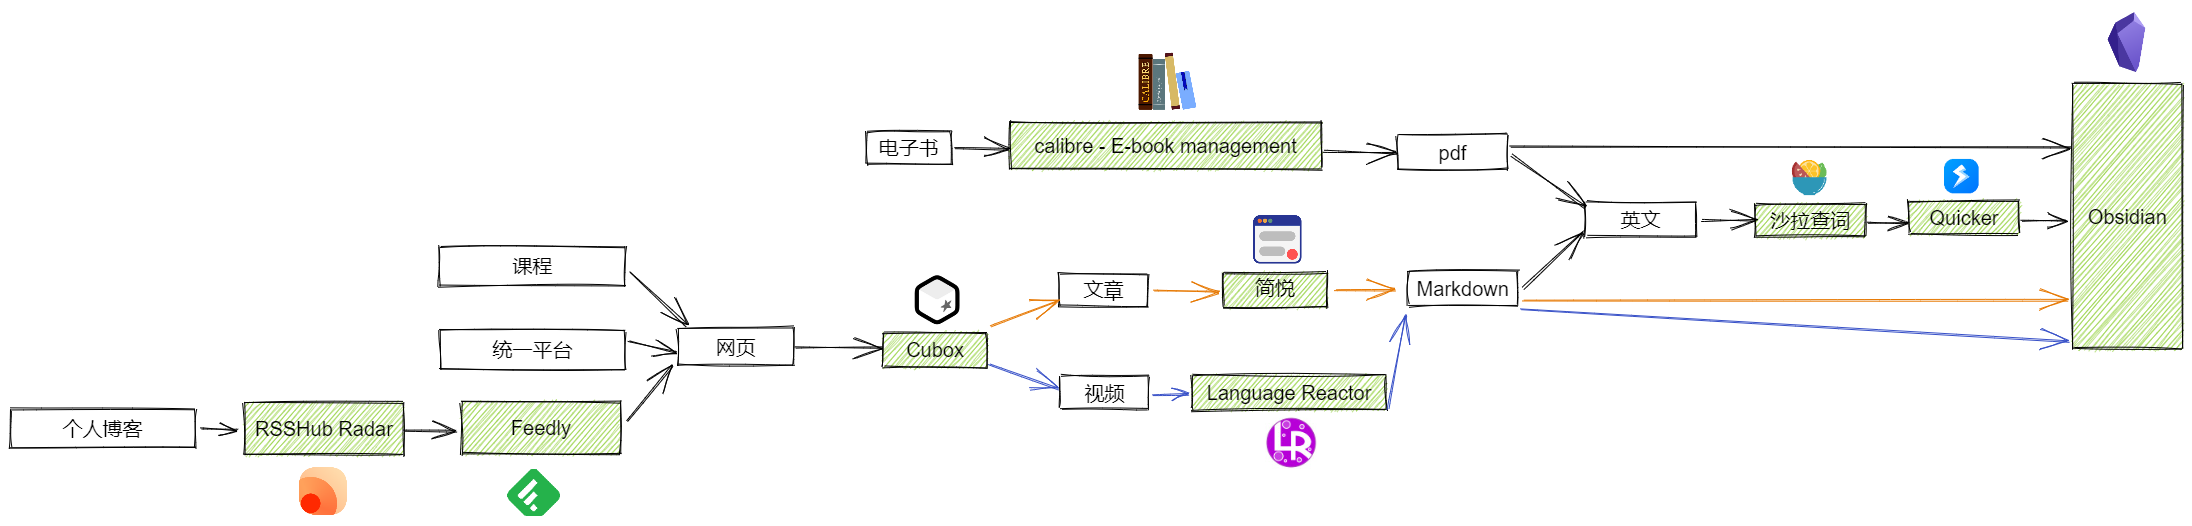 CALIBRE
电子书
calibre - E-book management
pdf
英文
沙拉查词
Quicker
Obsidian
课程
统一平台
网页
Cubox
文章
简悦
Markdown
视频
Language Reactor
LR
个人博客
RSSHub Radar
Feedly